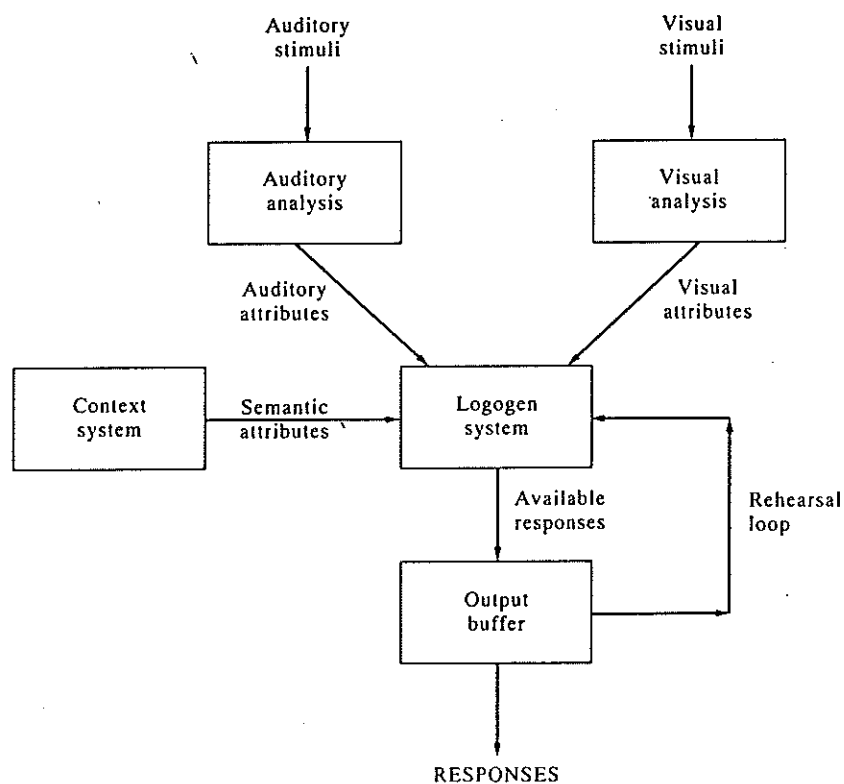 Auditory
stimuli
Visual
stimuli
Auditory
analysis
Visual
analysis
Auditory
attributes
Visual
attributes
Context
system
Semantic
attributes
Logogen
system
Available
responses
Rehearsal
loop
Output
buffer
RESPONSES